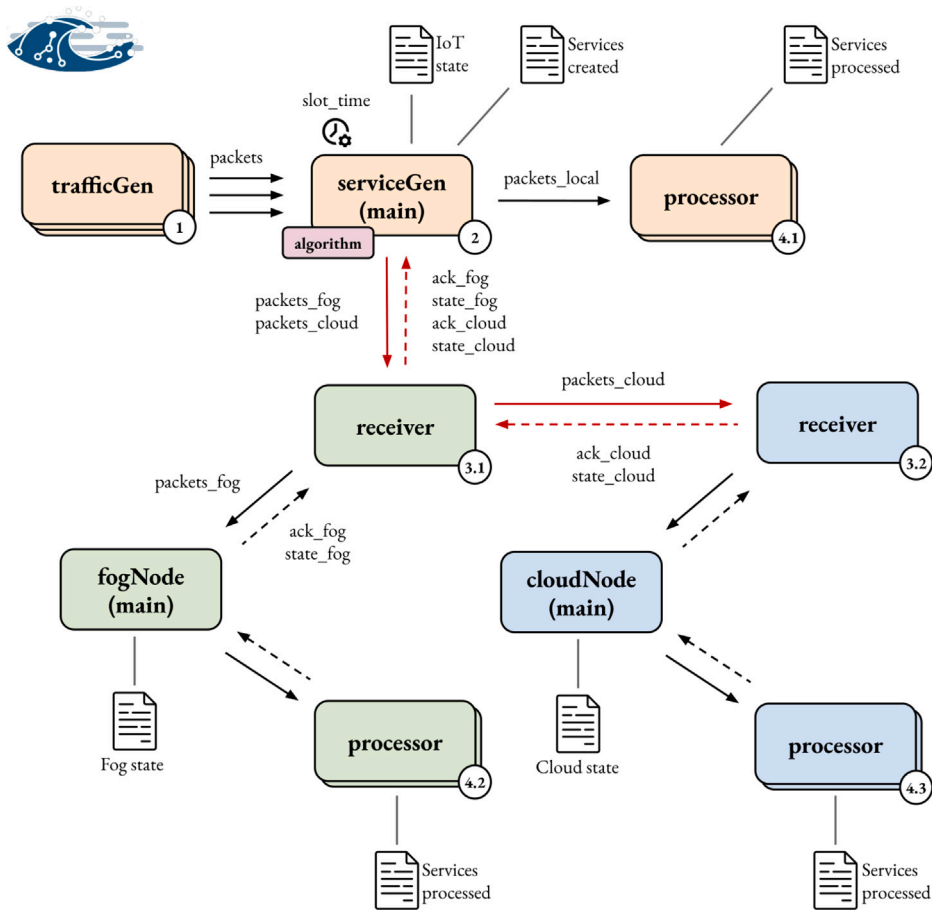 IoT
state
Services
created
Services
processed
slot_time
packets
trafficGen
1
serviceGen
(main)
2
algorithm
packets_local
processor
4.1
packets_fog
packets_cloud
ack_fog
state_fog
ack_cloud
state_cloud
receiver
3.1
packets_cloud
ack_cloud
state_cloud
receiver
3.2
packets_fog
ack_fog
state_fog
fogNode
(main)
cloudNode
(main)
Fog state
processor
4.2
Cloud state
processor
4.3
Services
processed
Services
processed